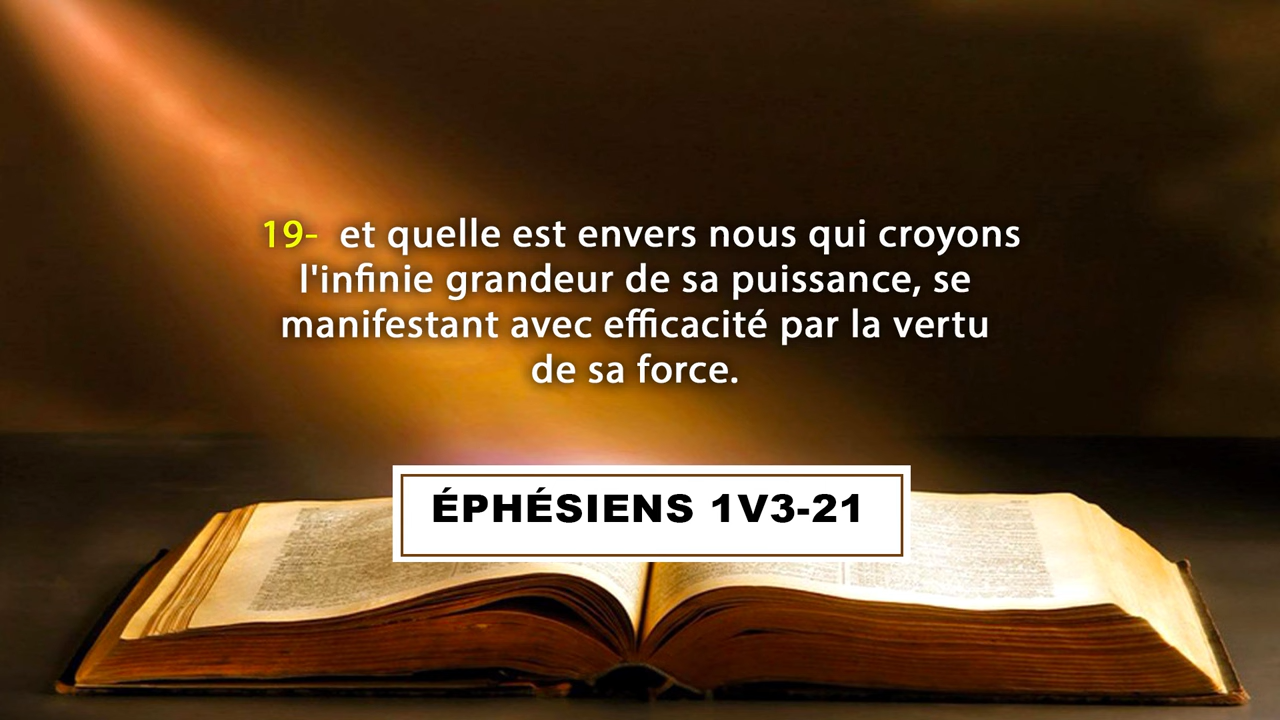 19- et quelle est envers nous qui croyons
l'infinie grandeur de sa puissance, se
manifestant avec efficacité par la vertu
de sa force.
ÉPHÉSIENS 1V3-21